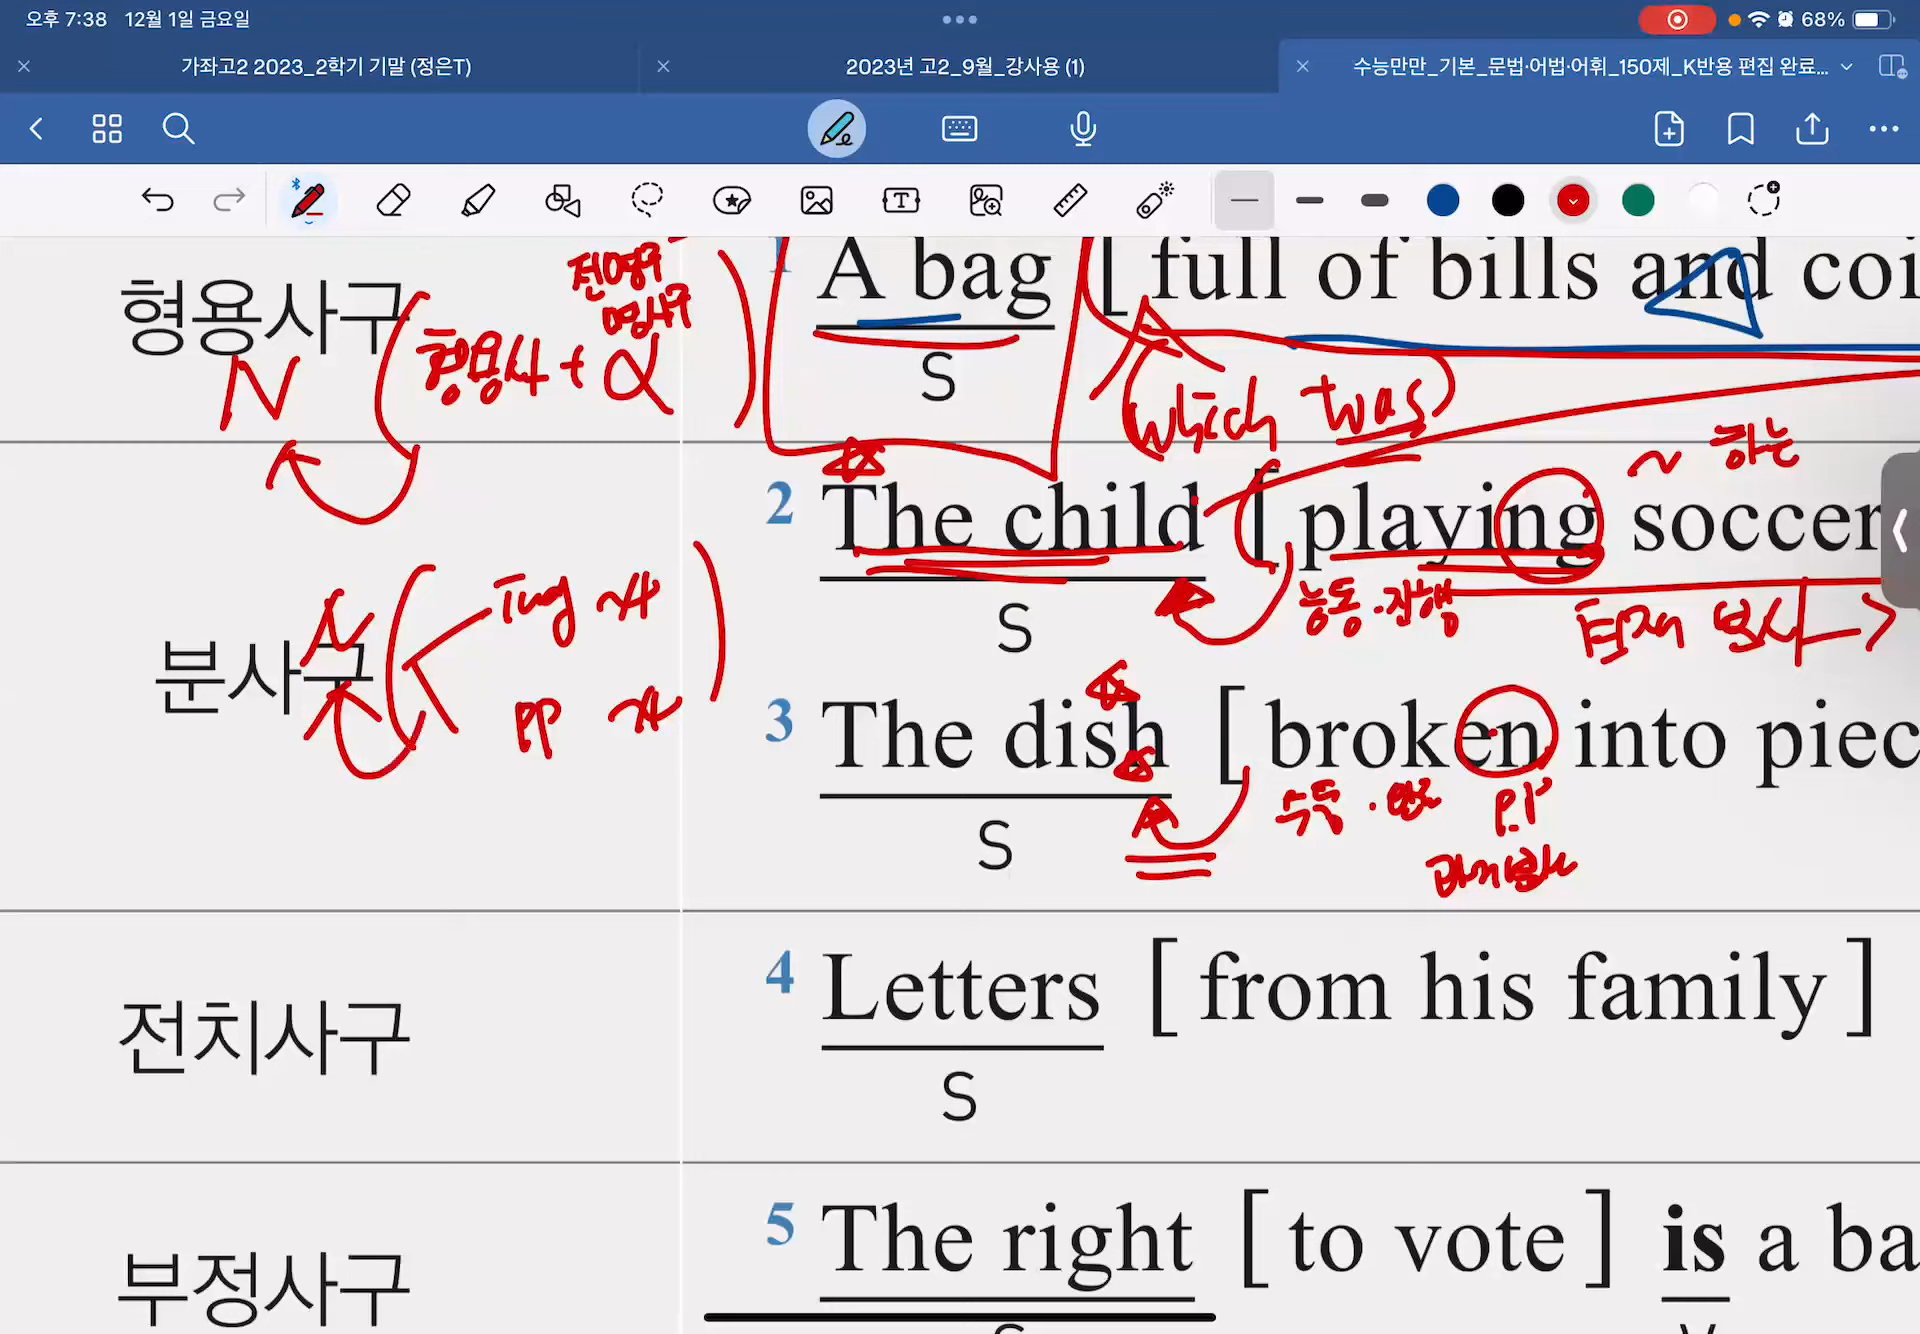 오후 7:38 12월 1일 금요일
68%
가좌고2 2023_2학기 기말 (정은T)
2023년 고2_9월_강사용 (1)
수능만만_기본_문법·어법·어휘_150제_K반용 편집 완료...
형용사구
N
형용사 + α
전명구
명사구
1 A bag [ full of bills and coi
S
(which was)
~ 하는
2 The child [ playing soccer
S
능동·진행
현재 분사
분사구
N
ing
pp
3 The dish [ broken into piec
S
수동·완료
P.P
과거분사
전치사구
4 Letters [ from his family ]
S
부정사구
5 The right [ to vote ] is a ba